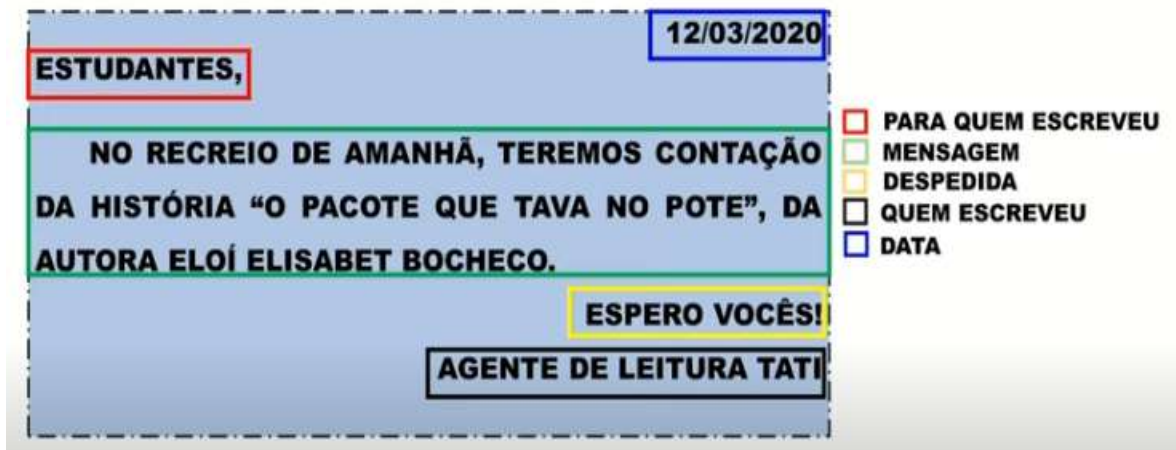 12/03/2020
ESTUDANTES,
NO RECREIO DE AMANHÃ, TEREMOS CONTAÇÃO
DA HISTÓRIA “O PACOTE QUE TAVA NO POTE”, DA
AUTORA ELOÍ ELISABET BOCHECO.
ESPERO VOCÊS!
AGENTE DE LEITURA TATI
PARA QUEM ESCREVEU
MENSAGEM
DESPEDIDA
QUEM ESCREVEU
DATA